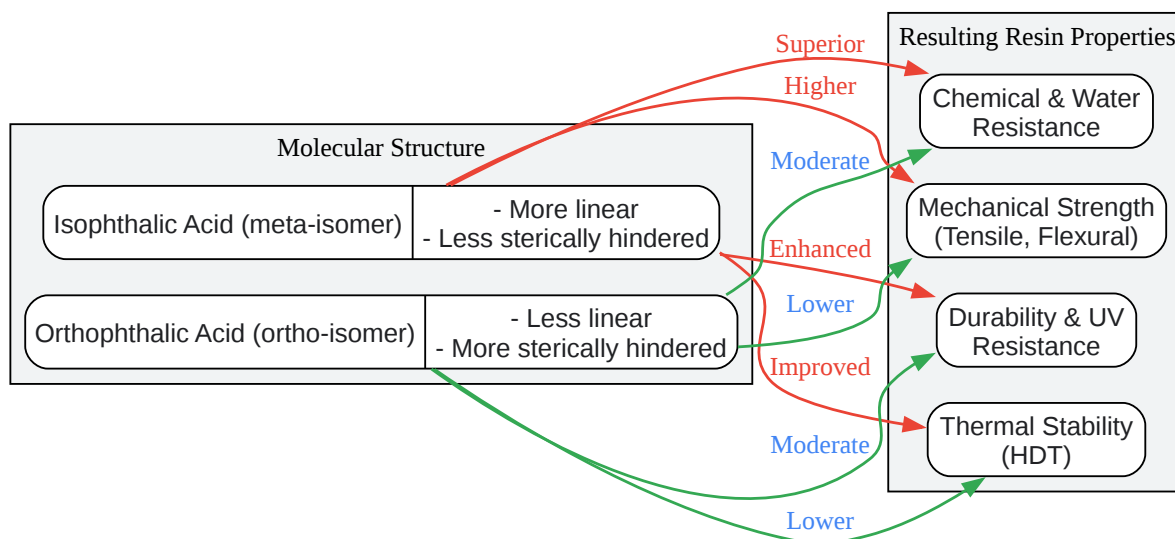 Molecular Structure
Isophthalic Acid (meta-isomer)
- More linear
- Less sterically hindered
Orthophthalic Acid (ortho-isomer)
- Less linear
- More sterically hindered
Superior
Higher
Moderate
Enhanced
Lower
Improved
Moderate
Lower
Resulting Resin Properties
Chemical & Water
Resistance
Mechanical Strength
(Tensile, Flexural)
Durability & UV
Resistance
Thermal Stability
(HDT)